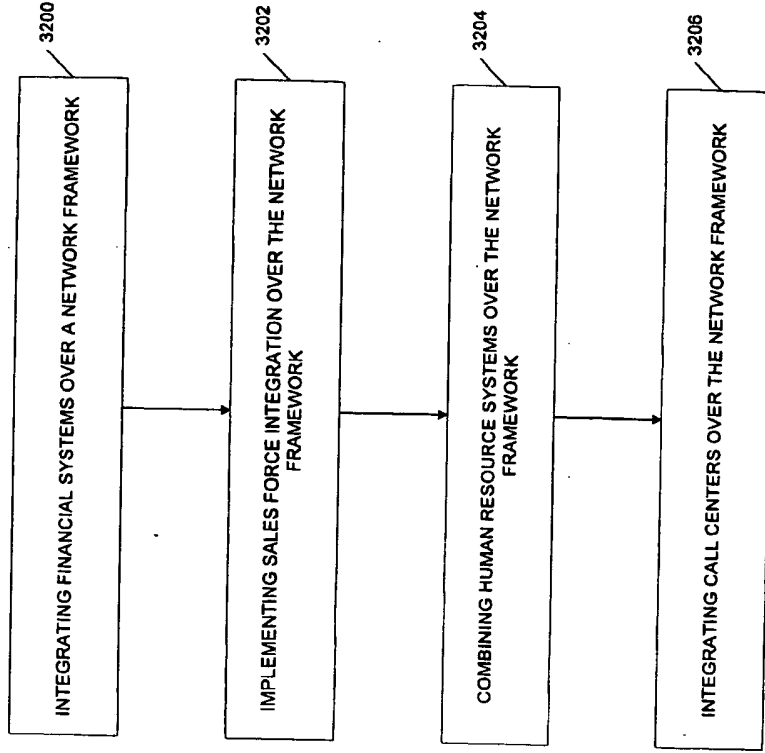 3200
INTEGRATING FINANCIAL SYSTEMS OVER A NETWORK FRAMEWORK
3202
IMPLEMENTING SALES FORCE INTEGRATION OVER THE NETWORK
FRAMEWORK
3204
COMBINING HUMAN RESOURCE SYSTEMS OVER THE NETWORK
FRAMEWORK
3206
INTEGRATING CALL CENTERS OVER THE NETWORK FRAMEWORK